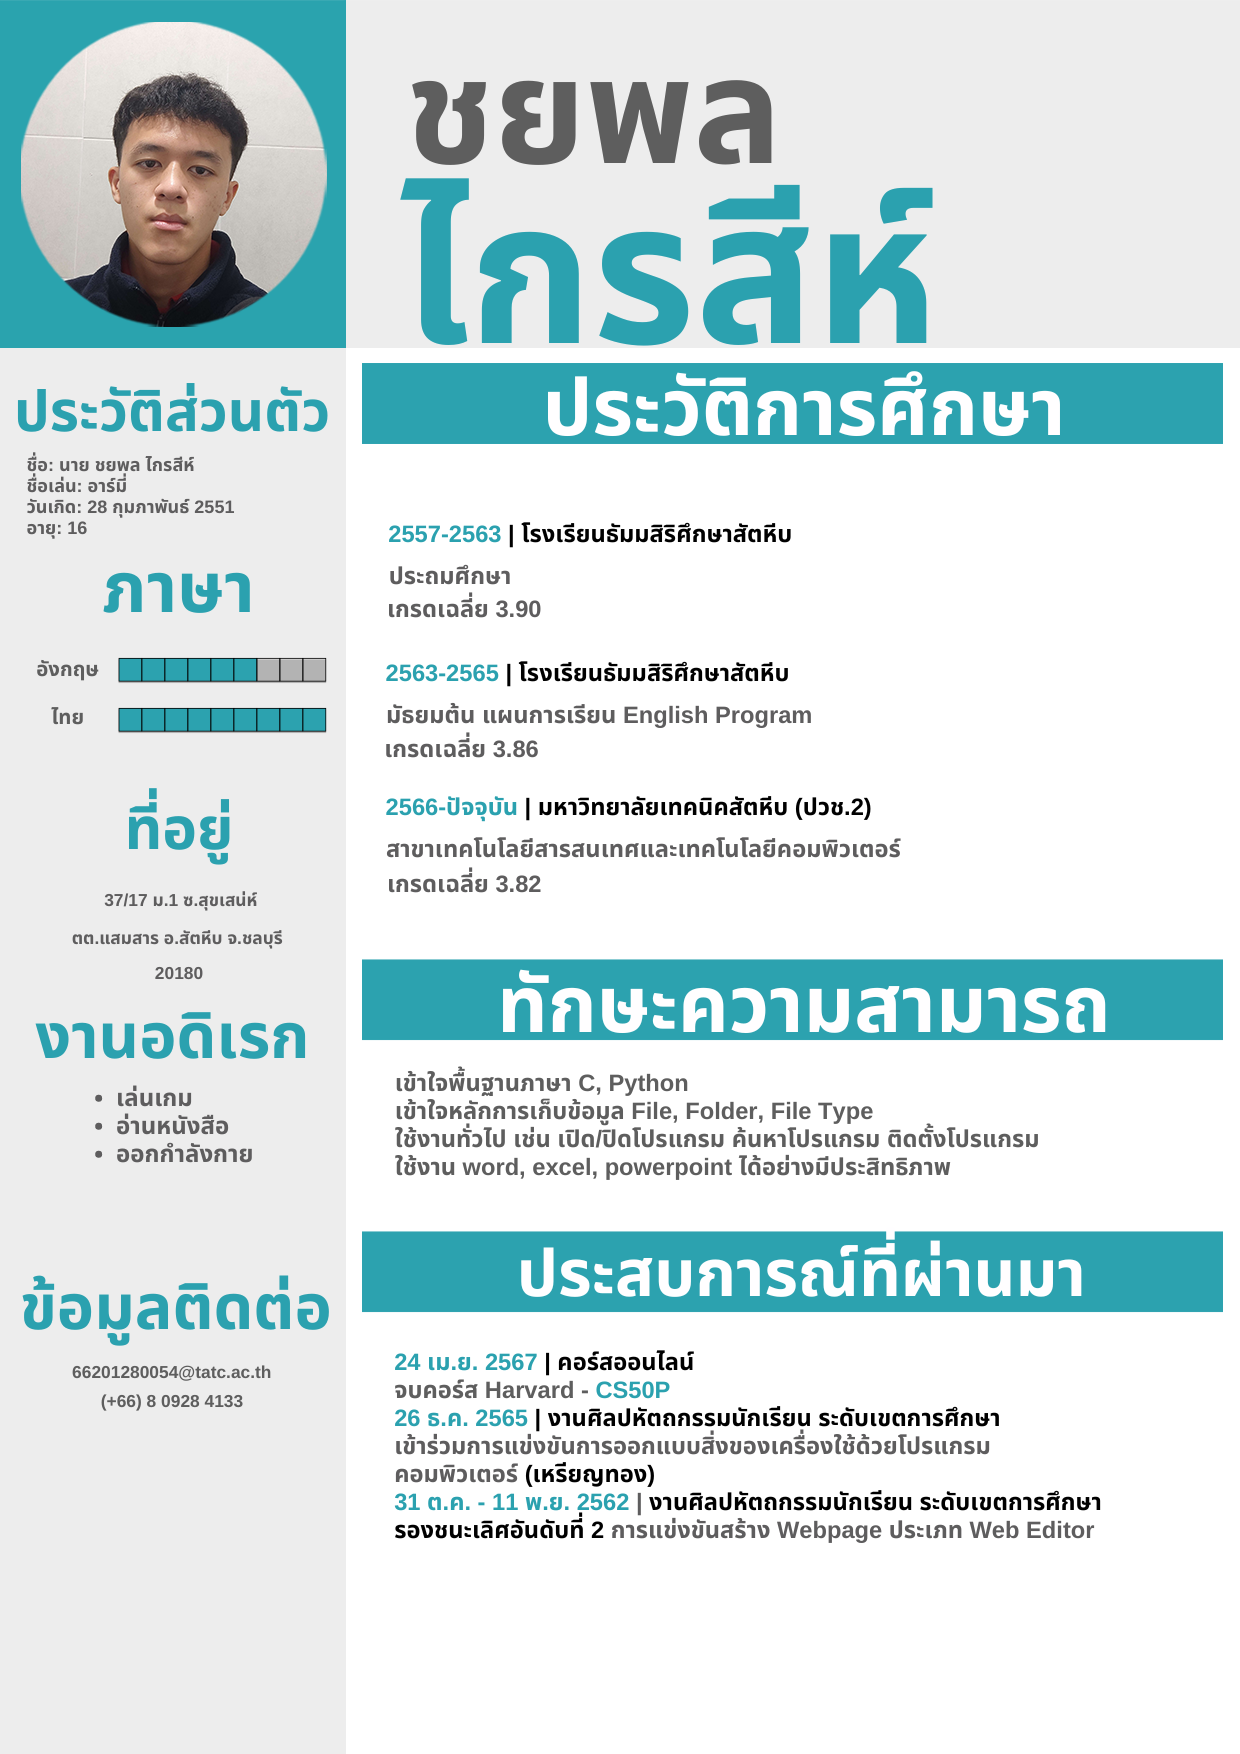 ชยพล
ไกรสีห์
ประวัติส่วนตัว
ชื่อ: นาย ชยพล ไกรสีห์
ชื่อเล่น: อาร์มี่
วันเกิด: 28 กุมภาพันธ์ 2551
อายุ: 16
ภาษา
อังกฤษ
ไทย
ที่อยู่
37/17 ม.1 ซ.สุขเสน่ห์
ตต.แสมสาร อ.สัตหีบ จ.ชลบุรี
20180
งานอดิเรก
• เล่นเกม
• อ่านหนังสือ
• ออกกำลังกาย
ข้อมูลติดต่อ
66201280054@tatc.ac.th
(+66) 8 0928 4133
ประวัติการศึกษา
2557-2563 | โรงเรียนธัมมสิริศึกษาสัตหีบ
ประถมศึกษา
เกรดเฉลี่ย 3.90
2563-2565 | โรงเรียนธัมมสิริศึกษาสัตหีบ
มัธยมต้น แผนการเรียน English Program
เกรดเฉลี่ย 3.86
2566-ปัจจุบัน | มหาวิทยาลัยเทคนิคสัตหีบ (ปวช.2)
สาขาเทคโนโลยีสารสนเทศและเทคโนโลยีคอมพิวเตอร์
เกรดเฉลี่ย 3.82
ทักษะความสามารถ
เข้าใจพื้นฐานภาษา C, Python
เข้าใจหลักการเก็บข้อมูล File, Folder, File Type
ใช้งานทั่วไป เช่น เปิด/ปิดโปรแกรม ค้นหาโปรแกรม ติดตั้งโปรแกรม
ใช้งาน word, excel, powerpoint ได้อย่างมีประสิทธิภาพ
ประสบการณ์ที่ผ่านมา
24 เม.ย. 2567 | คอร์สออนไลน์
จบคอร์ส Harvard - CS50P
26 ธ.ค. 2565 | งานศิลปหัตถกรรมนักเรียน ระดับเขตการศึกษา
เข้าร่วมการแข่งขันการออกแบบสิ่งของเครื่องใช้ด้วยโปรแกรม
คอมพิวเตอร์ (เหรียญทอง)
31 ต.ค. - 11 พ.ย. 2562 | งานศิลปหัตถกรรมนักเรียน ระดับเขตการศึกษา
รองชนะเลิศอันดับที่ 2 การแข่งขันสร้าง Webpage ประเภท Web Editor